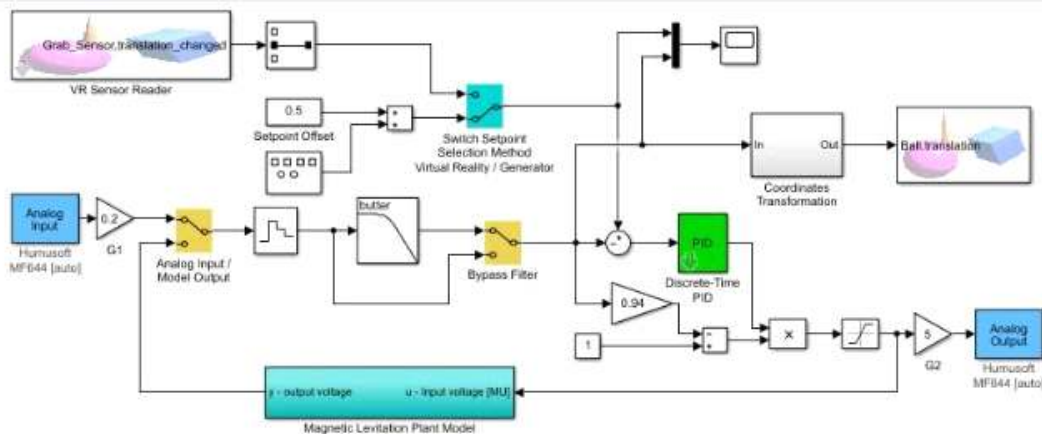 Grab_Sensor.translation_changed
VR Sensor Reader
0.5
Setpoint Offset
Switch Setpoint
Selection Method
Virtual Reality / Generator
In
Out
Coordinates
Transformation
Ball.translation
Analog
Input
Humusoft
MF644 [auto]
0.2
G1
Analog Input /
Model Output
butter
Bypass Filter
PID
Discrete-Time
PID
0.94
1
×
5
G2
Analog
Output
Humusoft
MF644 [auto]
y - output voltage
u - Input voltage [MU]
Magnetic Levitation Plant Model